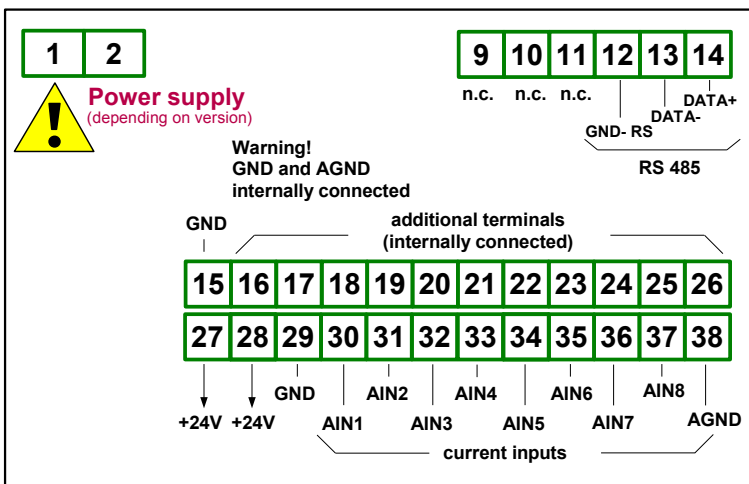 1 2
9 10 11 12 13 14
n.c. n.c. n.c.
GND- RS DATA- DATA+
RS 485
!
Power supply
(depending on version)
Warning!
GND and AGND
internally connected
GND
additional terminals
(internally connected)
15 16 17 18 19 20 21 22 23 24 25 26
27 28 29 30 31 32 33 34 35 36 37 38
GND AIN2 AIN4 AIN6 AIN8
+24V +24V AIN1 AIN3 AIN5 AIN7 AGND
current inputs